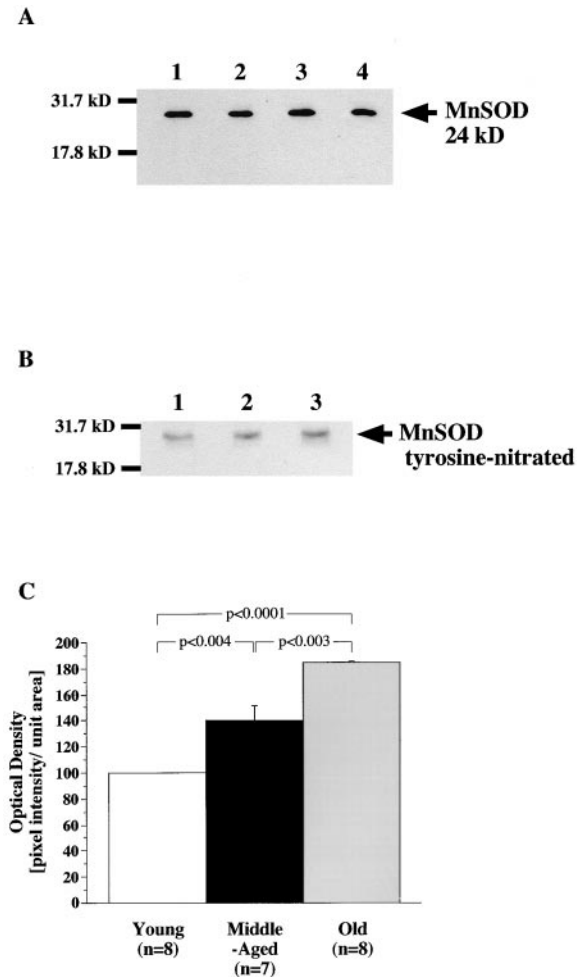 A
1 2 3 4
31.7 kD
MnSOD
24 kD
17.8 kD
B
1 2 3
31.7 kD
MnSOD
tyrosine-nitrated
17.8 kD
C
p<0.0001
p<0.004 p<0.003
200
180
160
140
120
100
80
60
40
20
0
Optical Density
[pixel intensity/ unit area]
Young
(n=8)
Middle
-Aged
(n=7)
Old
(n=8)